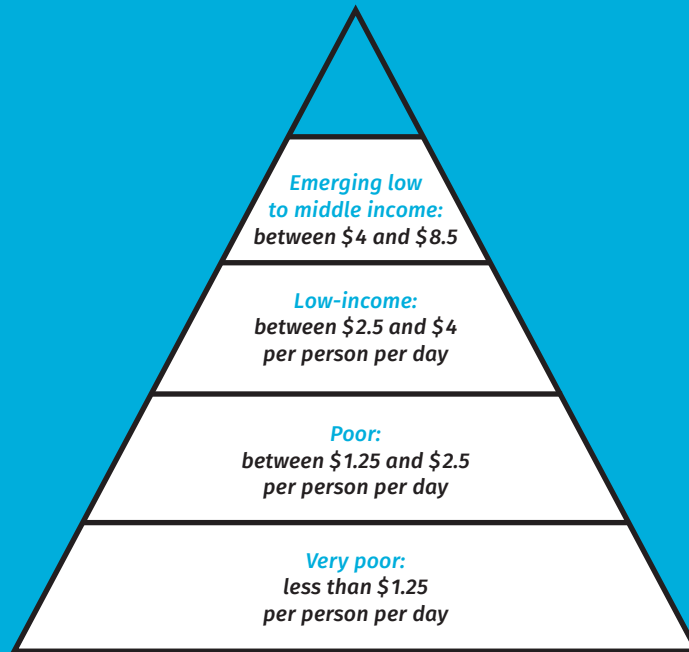 Emerging low
to middle income:
between $4 and $8.5
Low-income:
between $2.5 and $4
per person per day
Poor:
between $1.25 and $2.5
per person per day
Very poor:
less than $1.25
per person per day